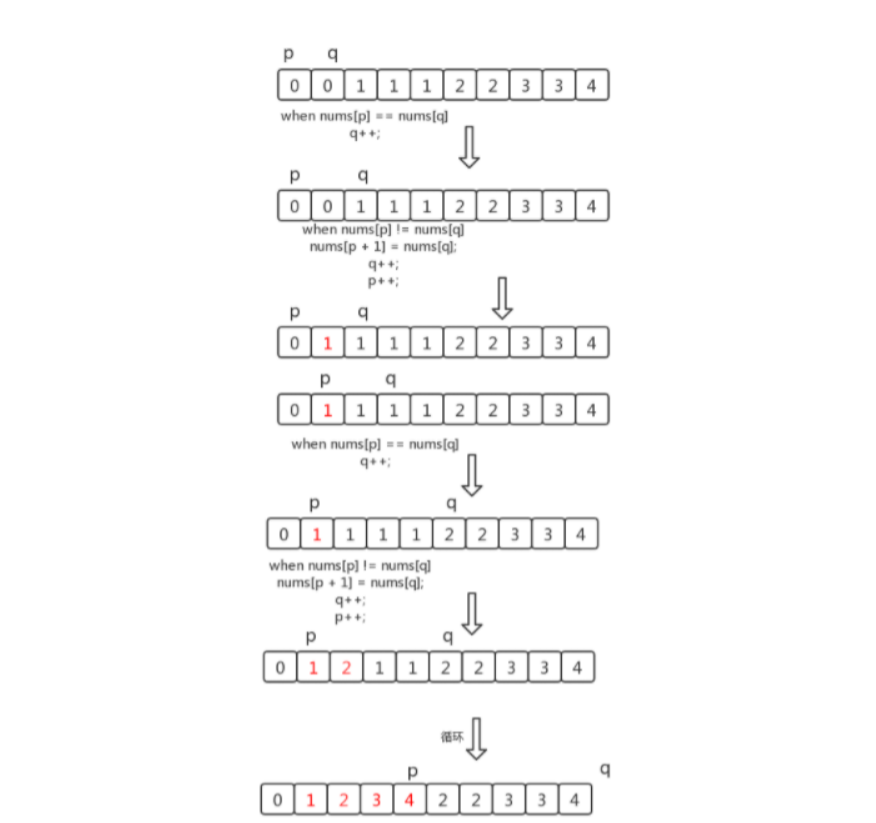 p q
0 0 1 1 1 2 2 3 3 4
when nums[p] == nums[q]
q++;
p q
0 0 1 1 1 2 2 3 3 4
when nums[p] != nums[q]
nums[p + 1] = nums[q];
q++;
p++;
p q
0 1 1 1 1 2 2 3 3 4
p q
0 1 1 1 1 2 2 3 3 4
when nums[p] == nums[q]
q++;
p q
0 1 1 1 1 2 2 3 3 4
when nums[p] != nums[q]
nums[p + 1] = nums[q];
q++;
p++;
p q
0 1 2 1 1 2 2 3 3 4
循环
p q
0 1 2 3 4 2 2 3 3 4